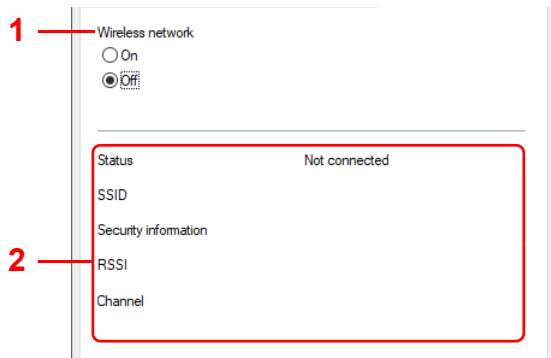 1
Wireless network
On
Off
Status Not connected
SSID
Security information
2
RSSI
Channel